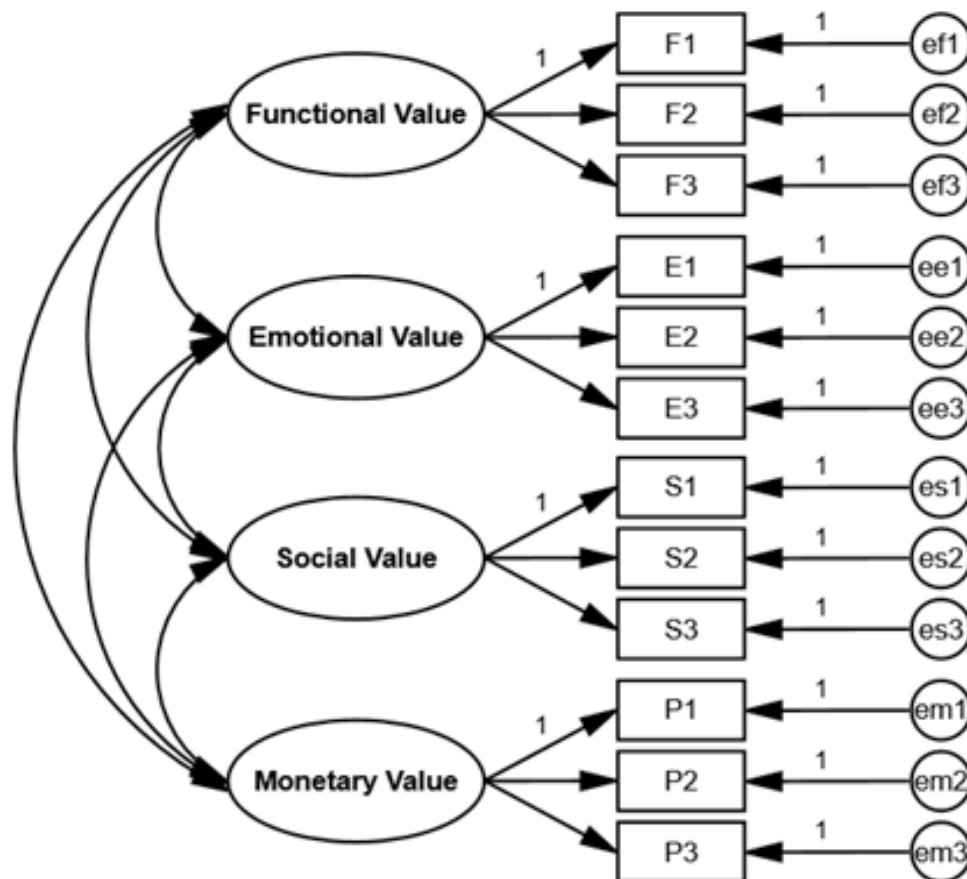 1 F1 1 ef1
Functional Value F2 1 ef2
F3 1 ef3
1 E1 1 ee1
Emotional Value E2 1 ee2
E3 1 ee3
1 S1 1 es1
Social Value S2 1 es2
S3 1 es3
1 P1 1 em1
Monetary Value P2 1 em2
P3 1 em3